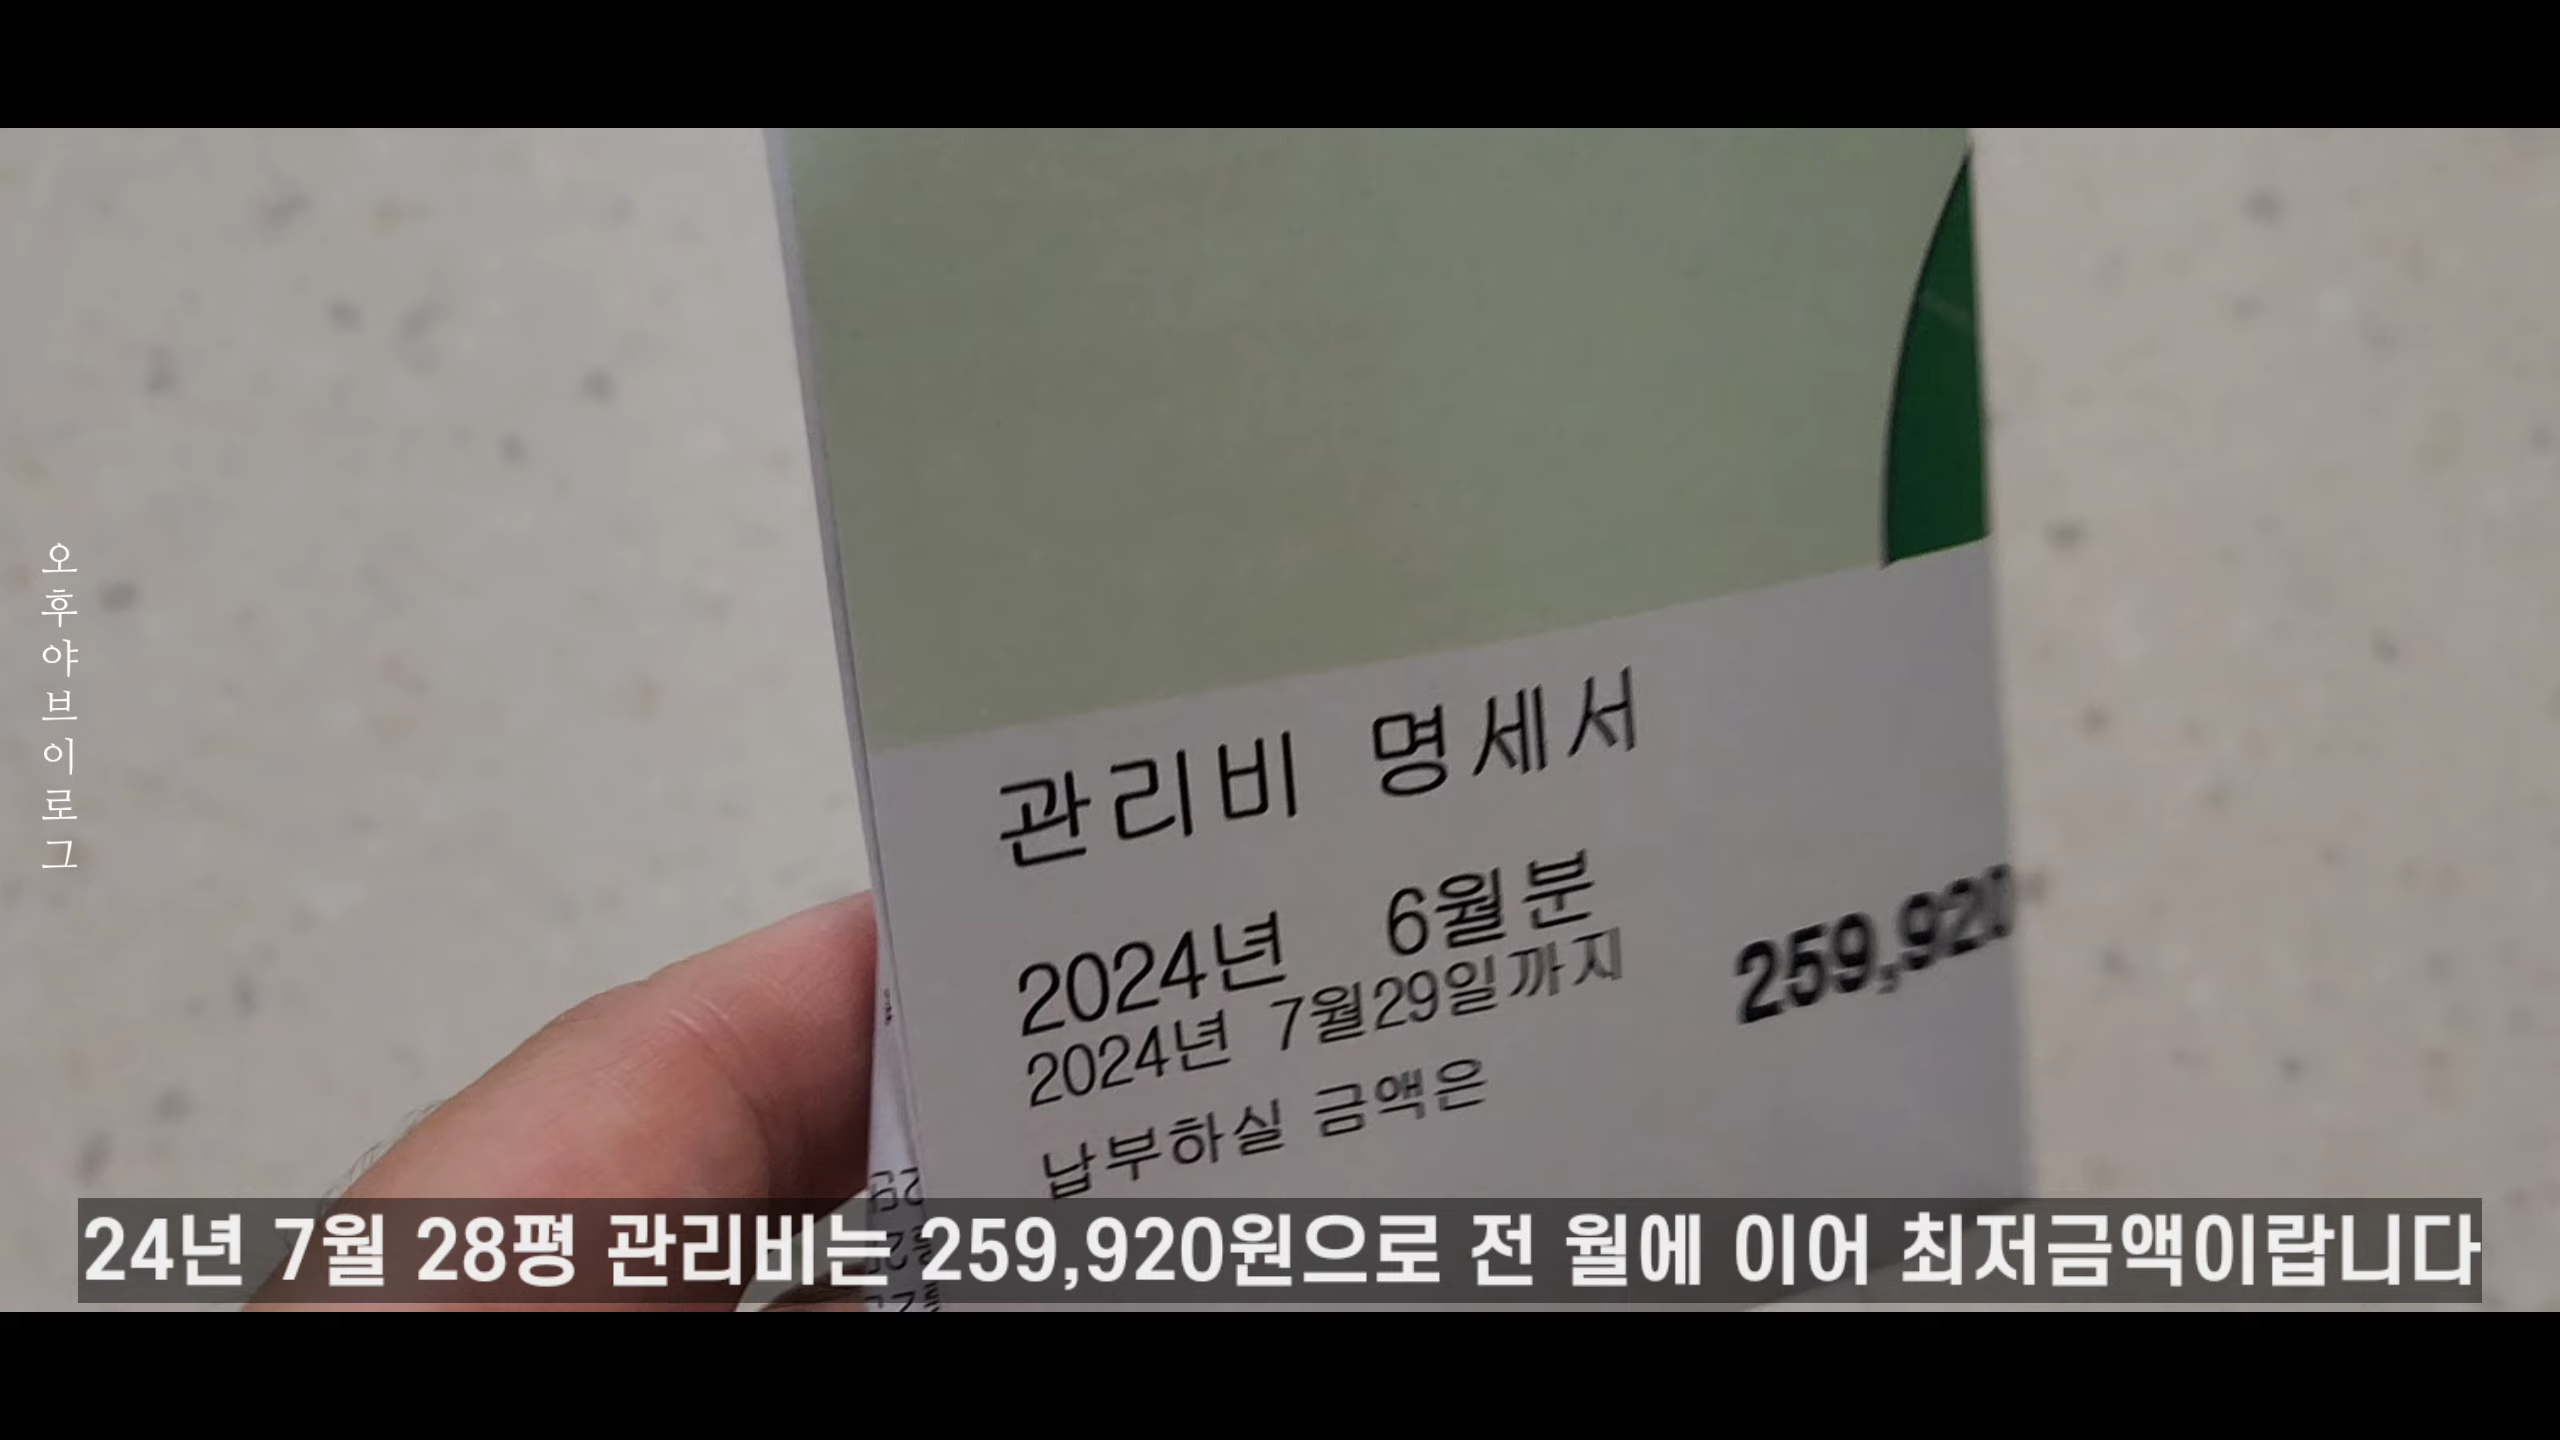 오후야브이로그
관리비 명세서
2024년 6월분
2024년 7월29일까지
259,920
납부하실 금액은
24년 7월 28평 관리비는 259,920원으로 전 월에 이어 최저금액이랍니다